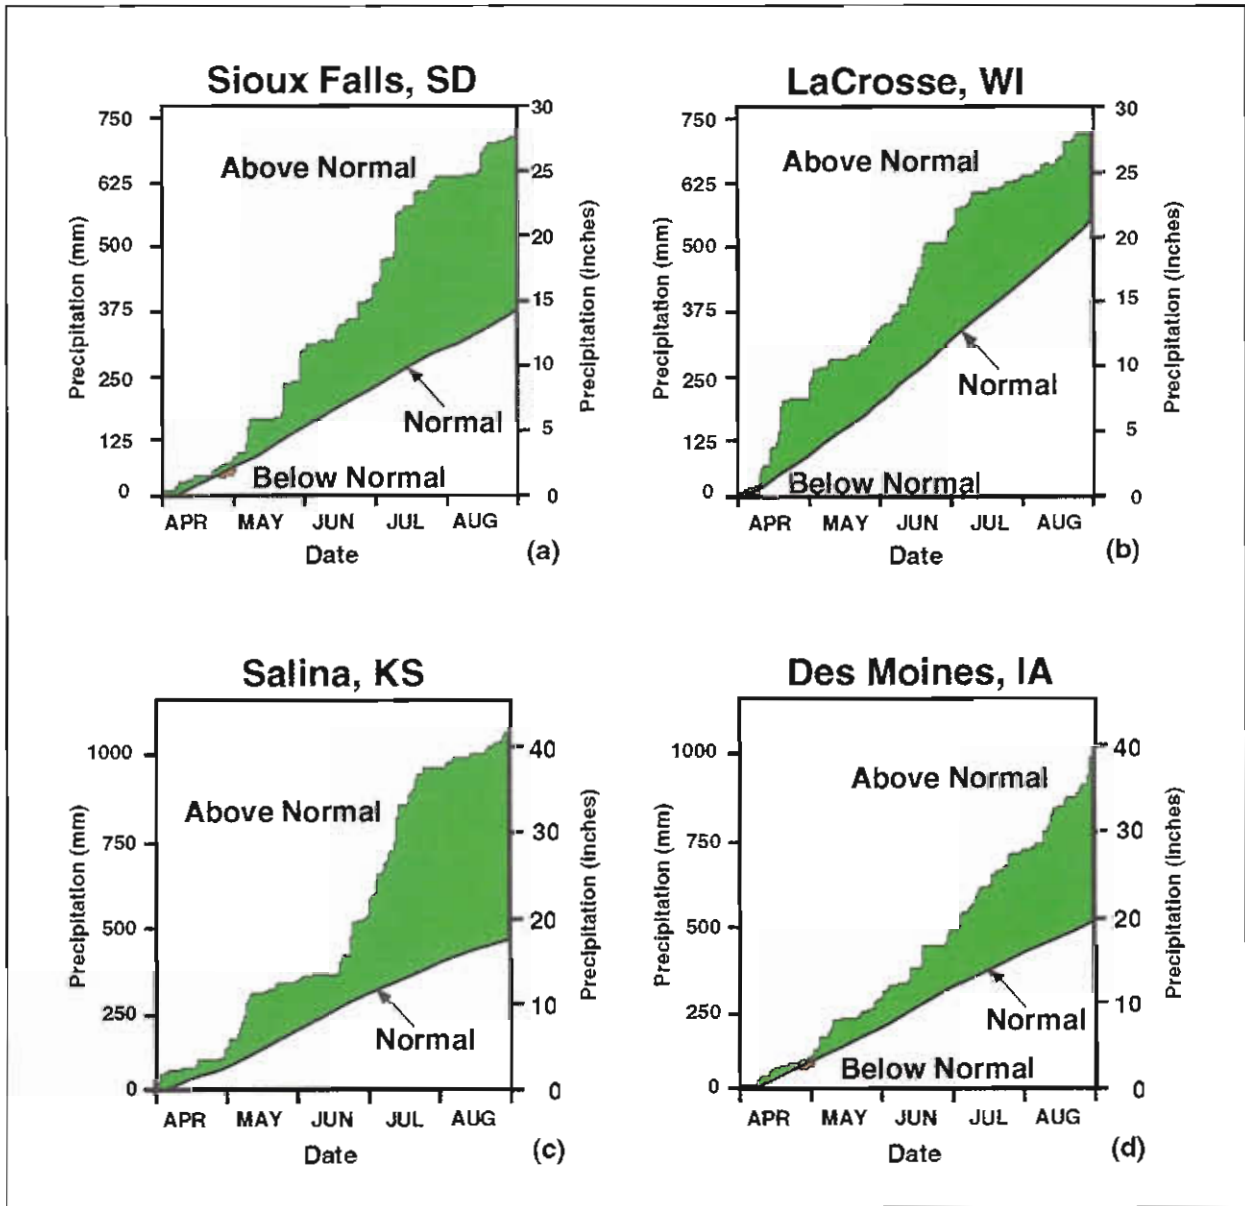 Sioux Falls, SD
750
625
500
375
250
125
0
Precipitation (mm)
30
25
20
15
10
5
0
Precipitation (Inches)
Above Normal
Normal
Below Normal
APR MAY JUN JUL AUG
Date
(a)
LaCrosse, WI
750
625
500
375
250
125
0
Precipitation (mm)
30
25
20
15
10
5
0
Precipitation (Inches)
Above Normal
Normal
Below Normal
APR MAY JUN JUL AUG
Date
(b)
Salina, KS
1000
750
500
250
0
Precipitation (mm)
40
30
20
10
0
Precipitation (Inches)
Above Normal
Normal
APR MAY JUN JUL AUG
Date
(c)
Des Moines, IA
1000
750
500
250
0
Precipitation (mm)
40
30
20
10
0
Precipitation (Inches)
Above Normal
Normal
Below Normal
APR MAY JUN JUL AUG
Date
(d)